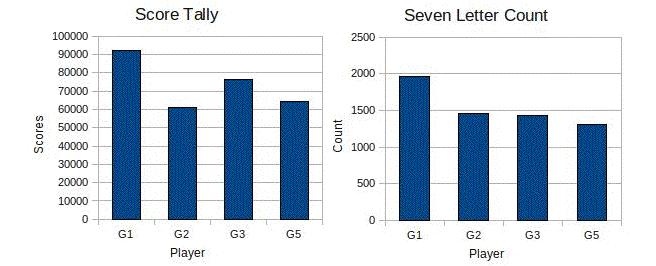 Score Tally
100000
90000
80000
70000
60000
50000
40000
30000
20000
10000
0
Scores
G1 G2 G3 G5
Player
Seven Letter Count
2500
2000
1500
1000
500
0
Count
G1 G2 G3 G5
Player